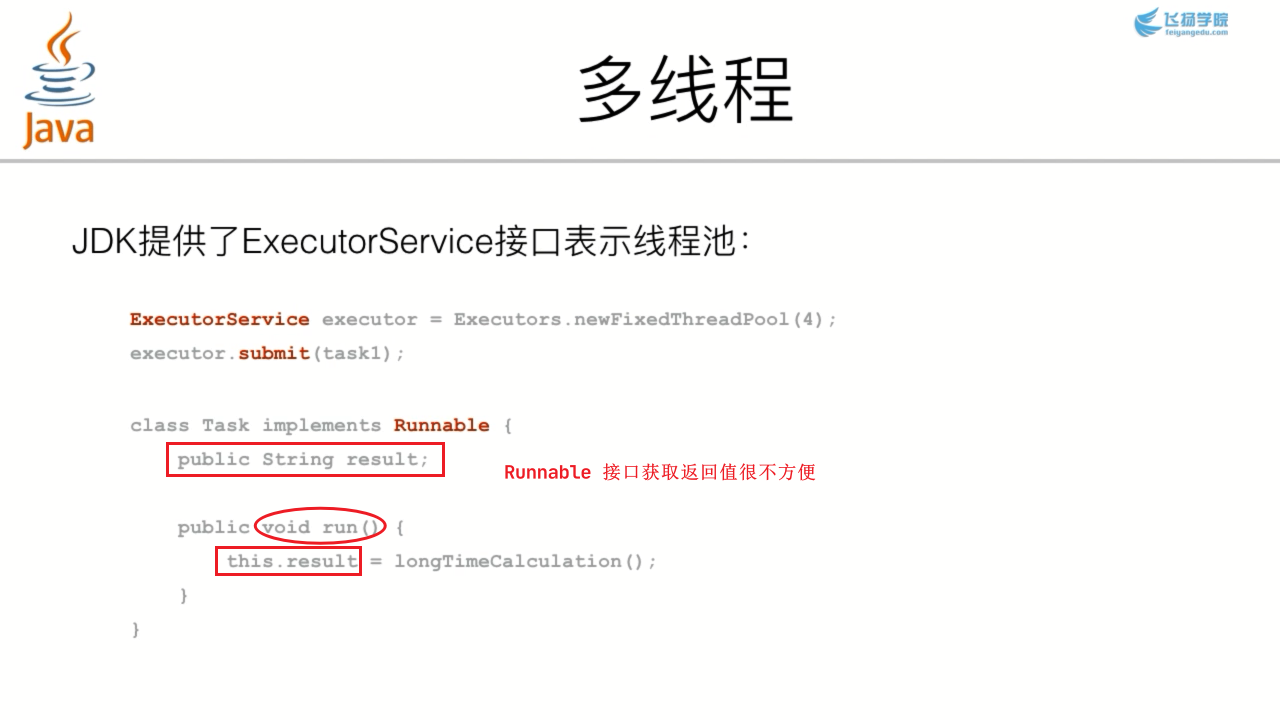 Java
飞扬学院
feiyangedu.com
多线程
JDK提供了ExecutorService接口表示线程池：
ExecutorService executor = Executors.newFixedThreadPool(4);
executor.submit(task1);
class Task implements Runnable {
public String result;
Runnable 接口获取返回值很不方便
public void run() {
this.result = longTimeCalculation();
}
}